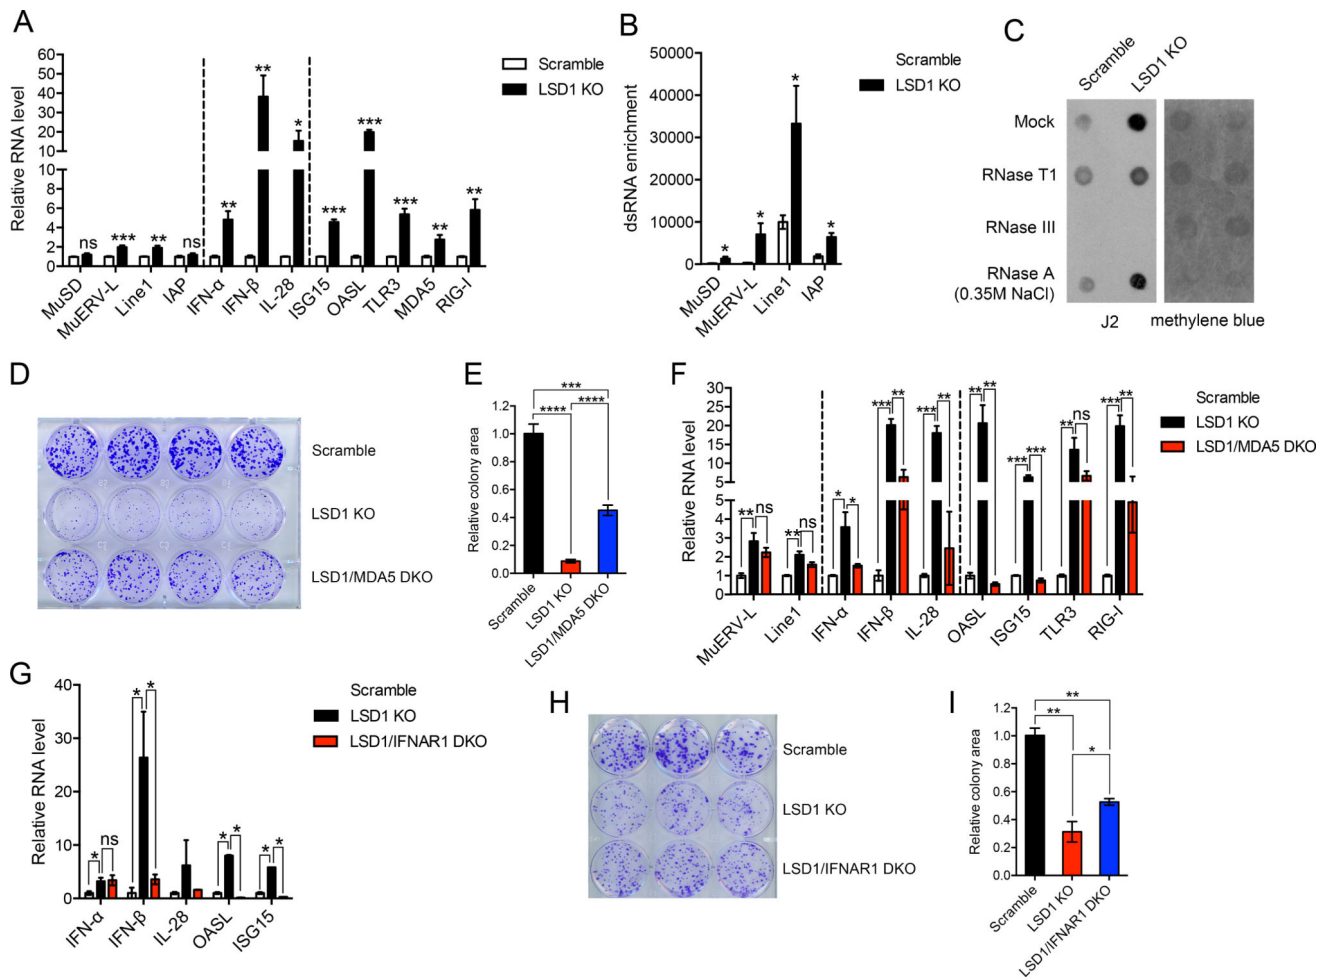 A
Relative RNA level
60
50
40
30
20
10
10
8
6
4
2
0
ns
***
**
ns
**
**
*
***
***
***
**
**
MuSD
MuERV-L
Line1
IAP
IFN-α
IFN-β
IL-28
ISG15
OASL
TLR3
MDA5
RIG-I
Scramble
LSD1 KO
B
dsRNA enrichment
50000
40000
30000
20000
10000
0
*
*
*
*
MuSD
MuERV-L
Line1
IAP
Scramble
LSD1 KO
C
Scramble
LSD1 KO
Mock
RNase T1
RNase III
RNase A
(0.35M NaCl)
J2
methylene blue
D
Scramble
LSD1 KO
LSD1/MDA5 DKO
E
Relative colony area
1.2
1.0
0.8
0.6
0.4
0.2
0.0
***
**** ****
Scramble
LSD1 KO
LSD1/MDA5 DKO
F
Relative RNA level
30
25
20
15
10
5
5
4
2
1
0
** ns
** ns
* *
*** **
*** **
** **
*** ***
** ns
*** **
MuERV-L
Line1
IFN-α
IFN-β
IL-28
OASL
ISG15
TLR3
RIG-I
Scramble
LSD1 KO
LSD1/MDA5 DKO
G
Relative RNA level
40
30
20
10
0
* ns
* *
* *
* *
IFN-α
IFN-β
IL-28
OASL
ISG15
Scramble
LSD1 KO
LSD1/IFNAR1 DKO
H
Scramble
LSD1 KO
LSD1/IFNAR1 DKO
I
Relative colony area
1.2
1.0
0.8
0.6
0.4
0.2
0.0
**
**
*
Scramble
LSD1 KO
LSD1/IFNAR1 DKO